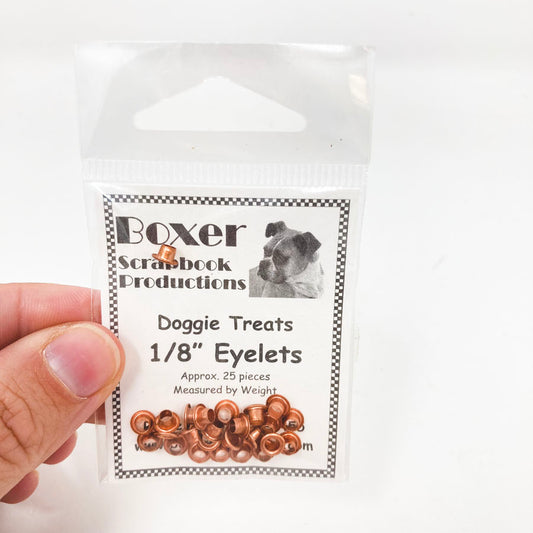 Boxer
Scrapbook
Productions
Doggie Treats
1/8” Eyelets
Approx. 25 pieces
Measured by Weight